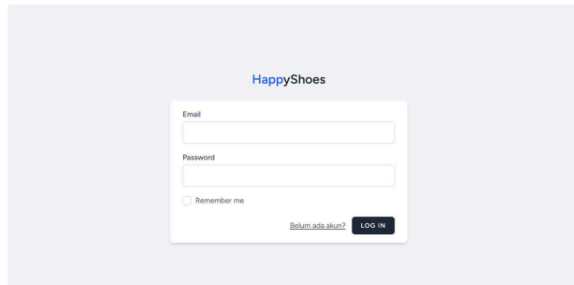 HappyShoes
Email
Password
Remember me
Belum ada akun? LOG IN